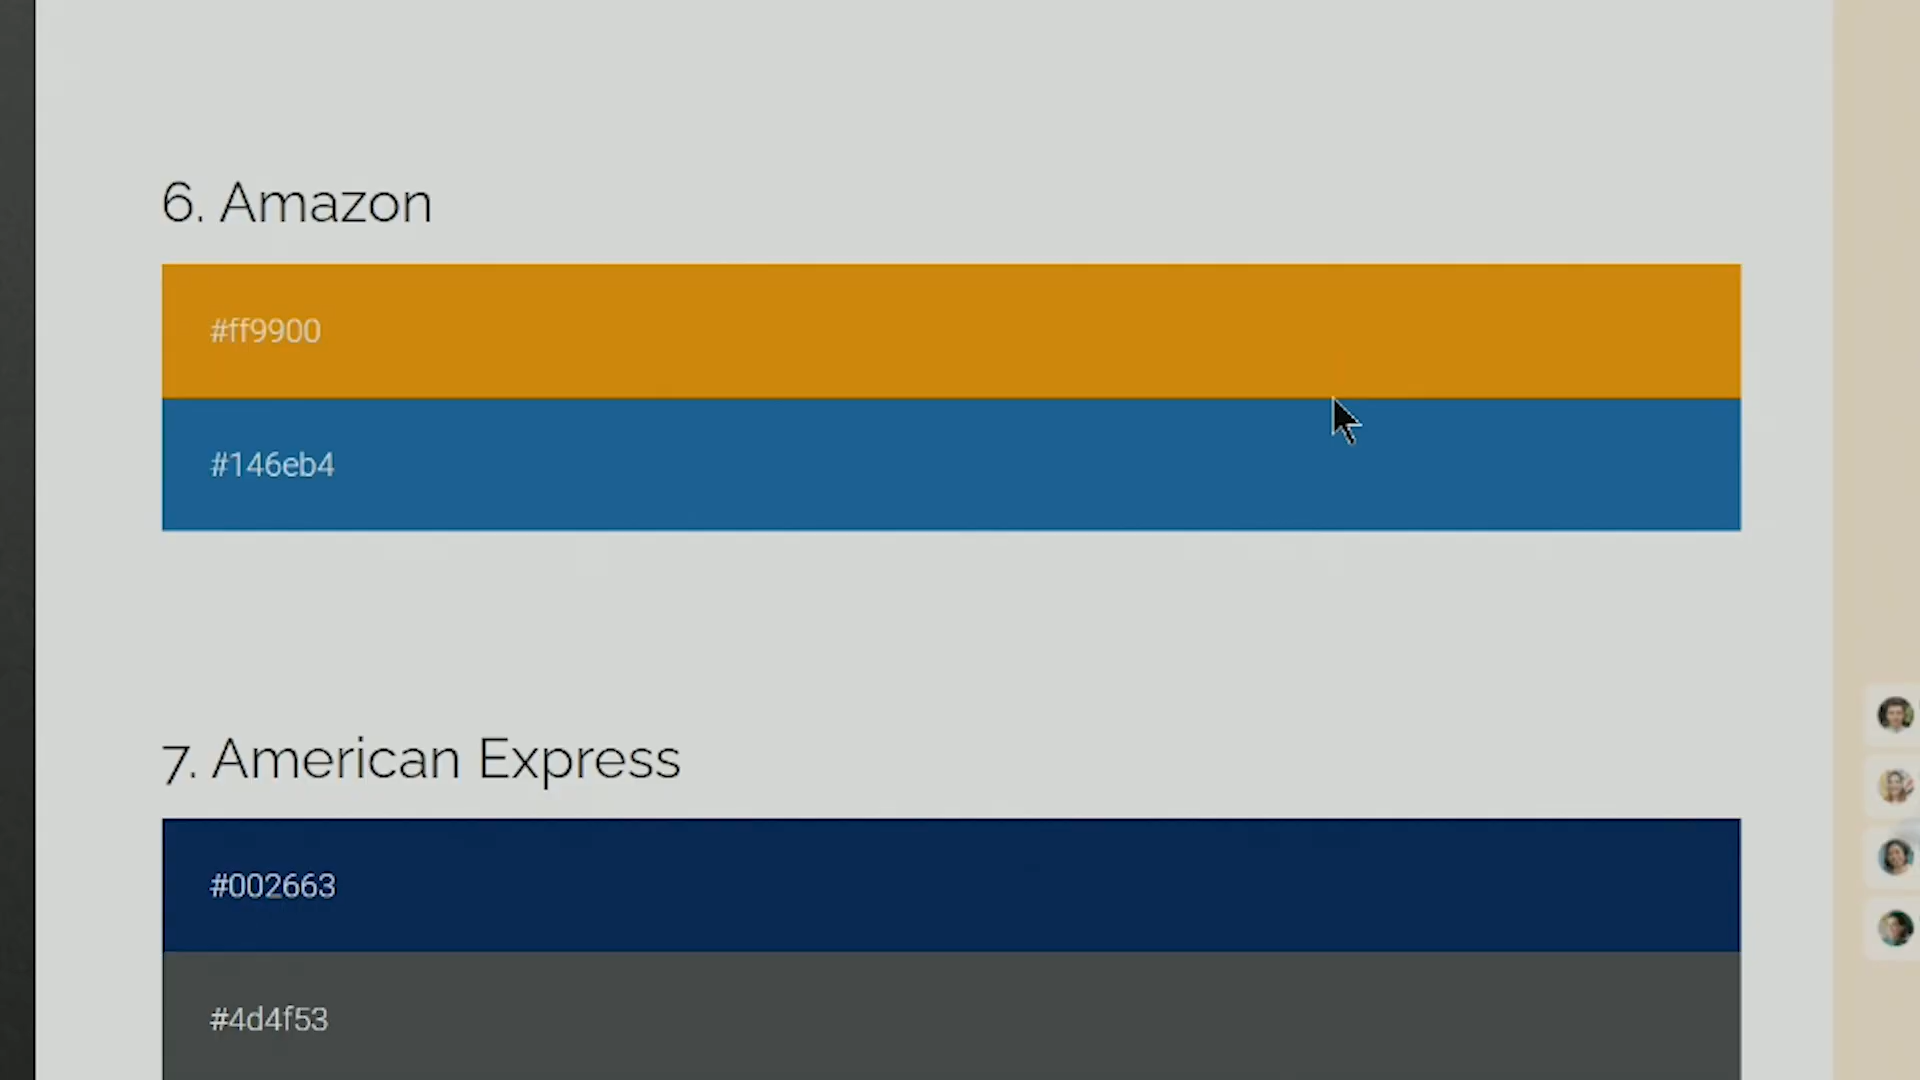 6. Amazon
#ff9900
#146eb4
7. American Express
#002663
#4d4f53